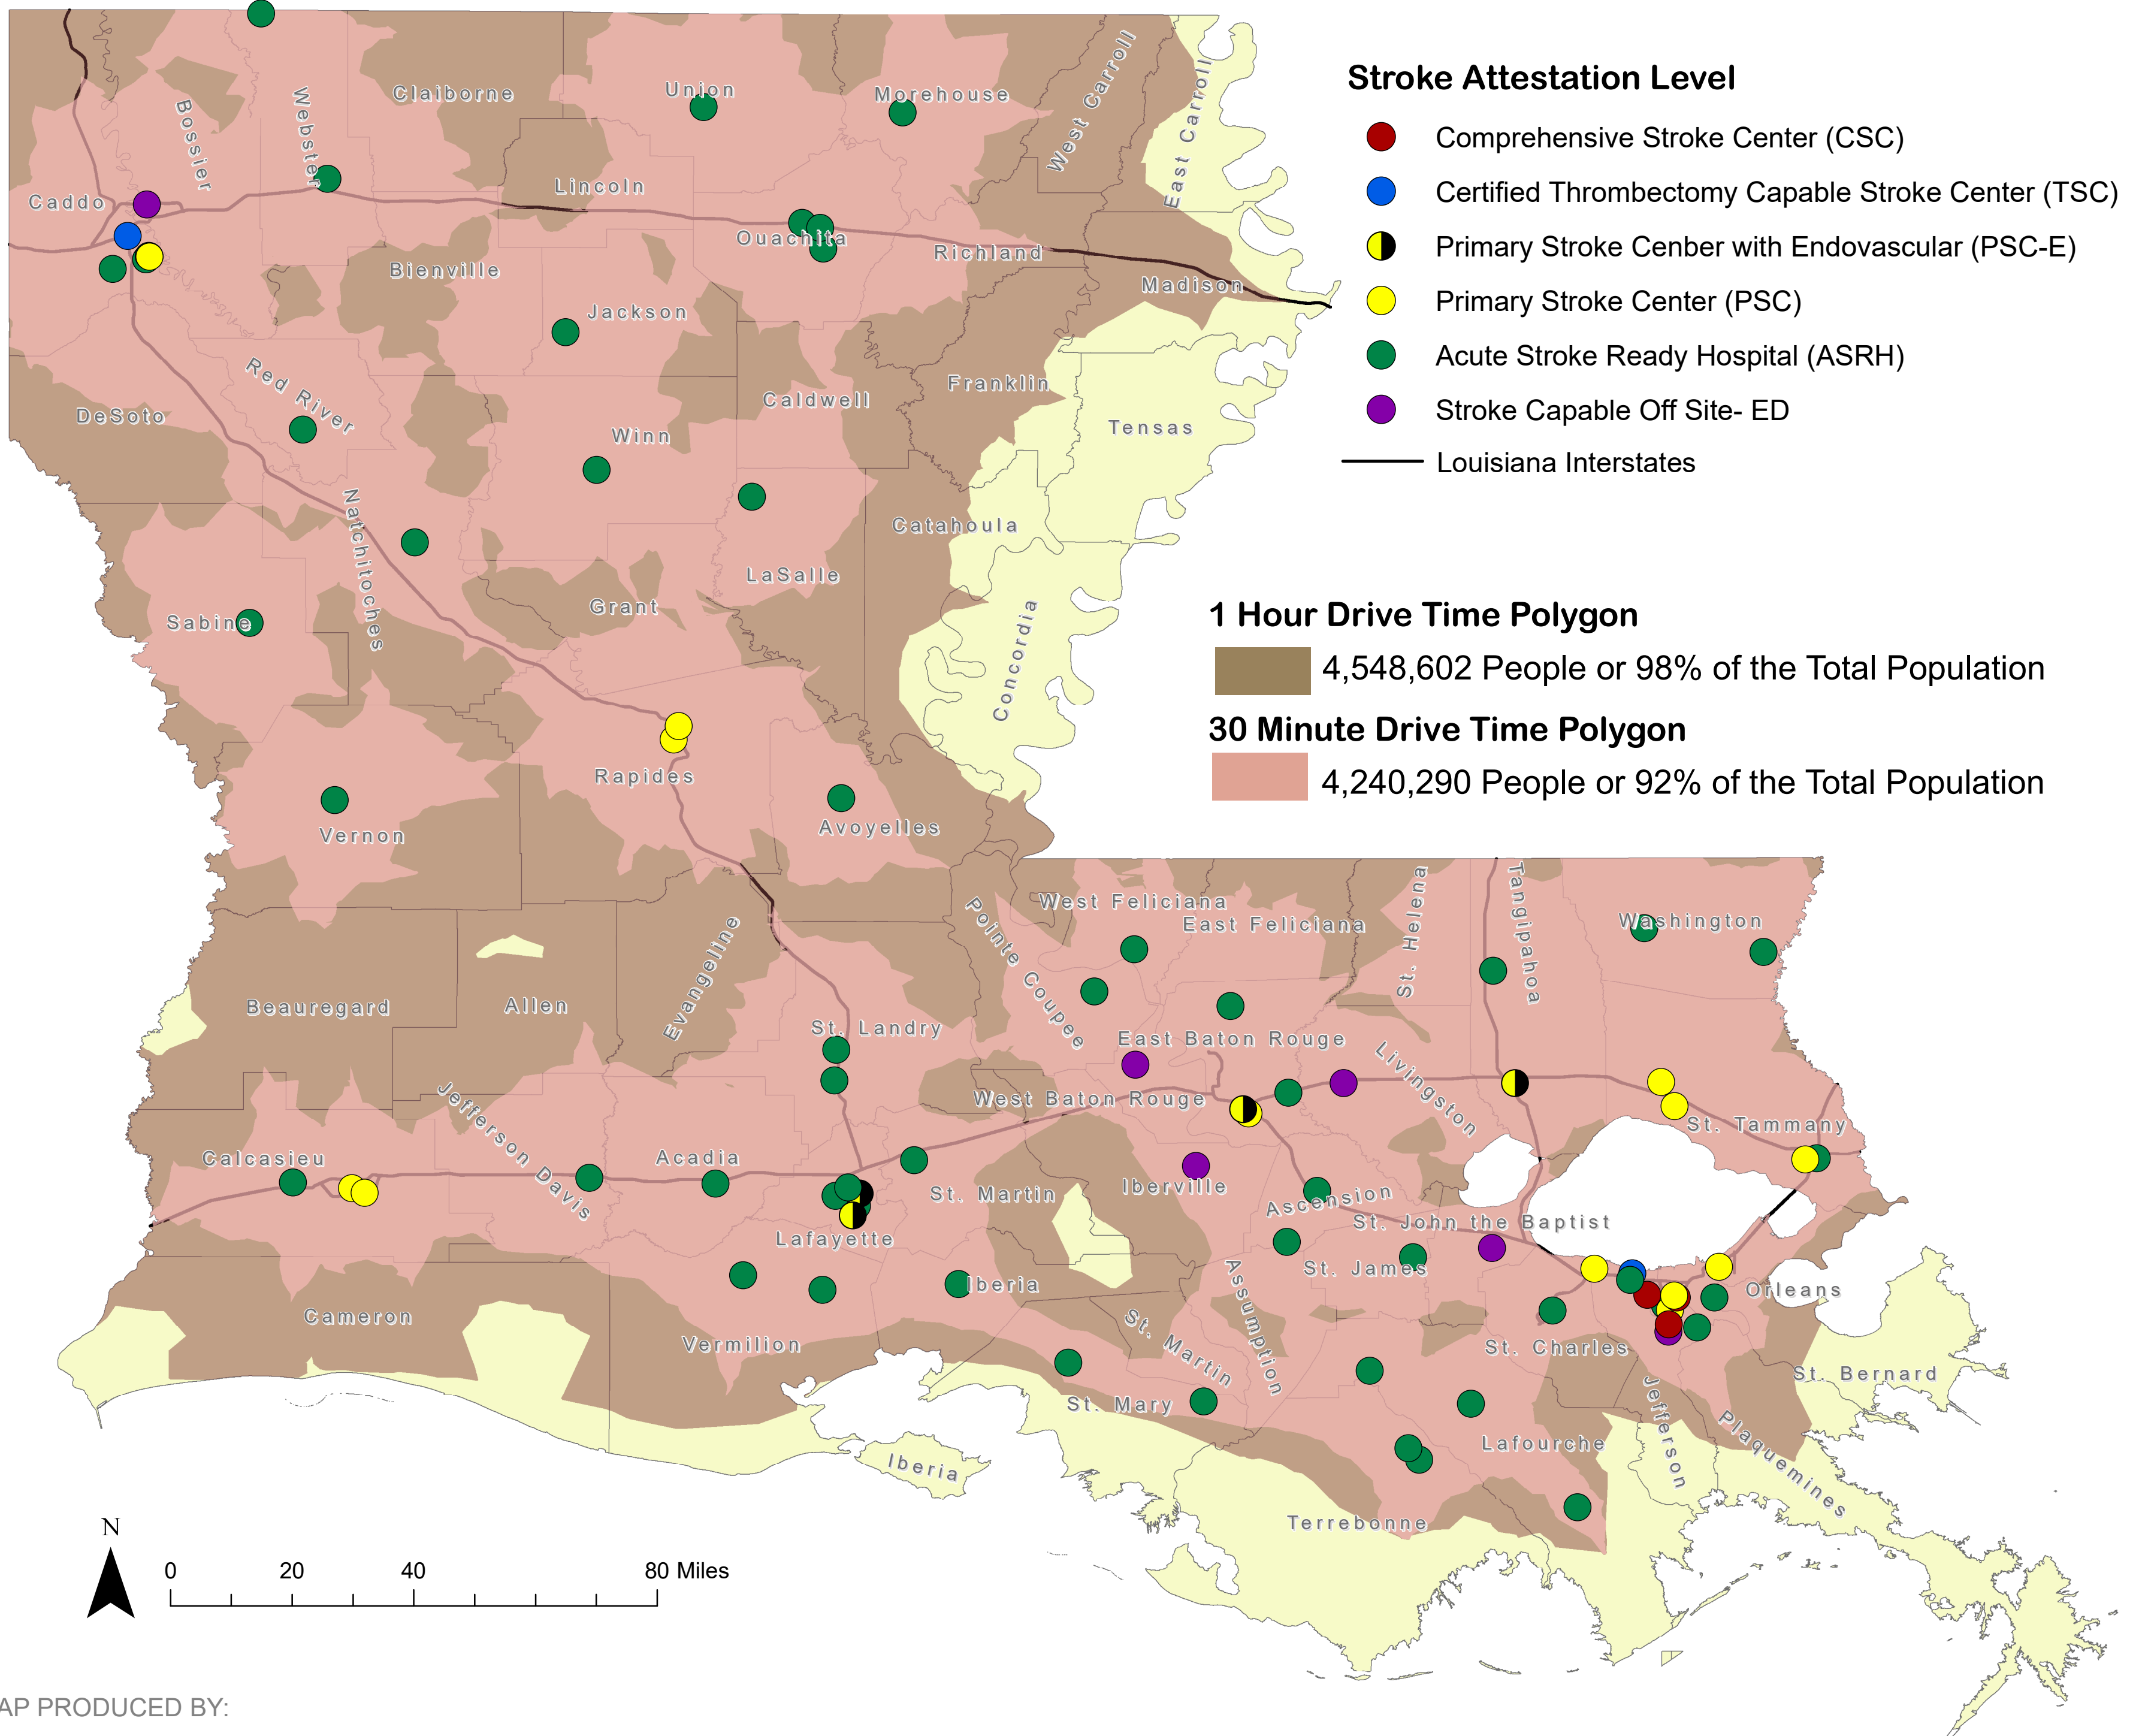 Stroke Attestation Level
Comprehensive Stroke Center (CSC)
Certified Thrombectomy Capable Stroke Center (TSC)
Primary Stroke Cenber with Endovascular (PSC-E)
Primary Stroke Center (PSC)
Acute Stroke Ready Hospital (ASRH)
Stroke Capable Off Site- ED
Louisiana Interstates
1 Hour Drive Time Polygon
4,548,602 People or 98% of the Total Population
30 Minute Drive Time Polygon
4,240,290 People or 92% of the Total Population
Caddo
Bossier
Webster
Claiborne
Union
Morehouse
West Carroll
East Carroll
Lincoln
Ouachita
Richland
Madison
Bienville
Jackson
Red River
DeSoto
Caldwell
Franklin
Tensas
Winn
Natchitoches
Catahoula
LaSalle
Grant
Sabine
Concordia
Rapides
Vernon
Avoyelles
West Feliciana
East Feliciana
St. Helena
Tangipahoa
Washington
Pointe Coupee
Evangeline
Beauregard
Allen
St. Landry
East Baton Rouge
Livingston
West Baton Rouge
St. Tammany
Jefferson Davis
Calcasieu
Acadia
St. Martin
Iberville
Ascension
St. John the Baptist
Lafayette
St. James
Iberia
Assumption
Orleans
Cameron
Vermilion
St. Martin
St. Charles
St. Bernard
St. Mary
Jefferson
Plaquemines
Lafourche
Iberia
Terrebonne
N
0 20 40 80 Miles
AP PRODUCED BY: